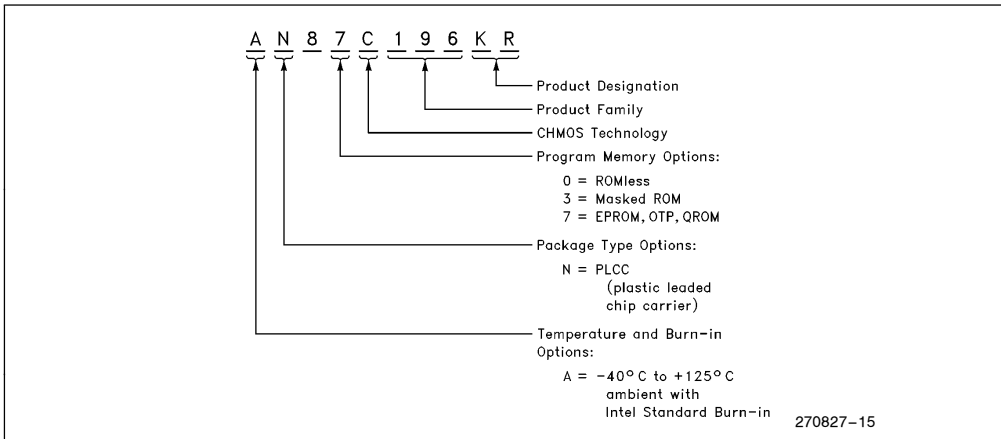 A N 8 7 C 1 9 6 K R
Product Designation
Product Family
CHMOS Technology
Program Memory Options:
0 = ROMless
3 = Masked ROM
7 = EPROM, OTP, QROM
Package Type Options:
N = PLCC
(plastic leaded
chip carrier)
Temperature and Burn-in
Options:
A = -40°C to +125°C
ambient with
Intel Standard Burn-in
270827-15